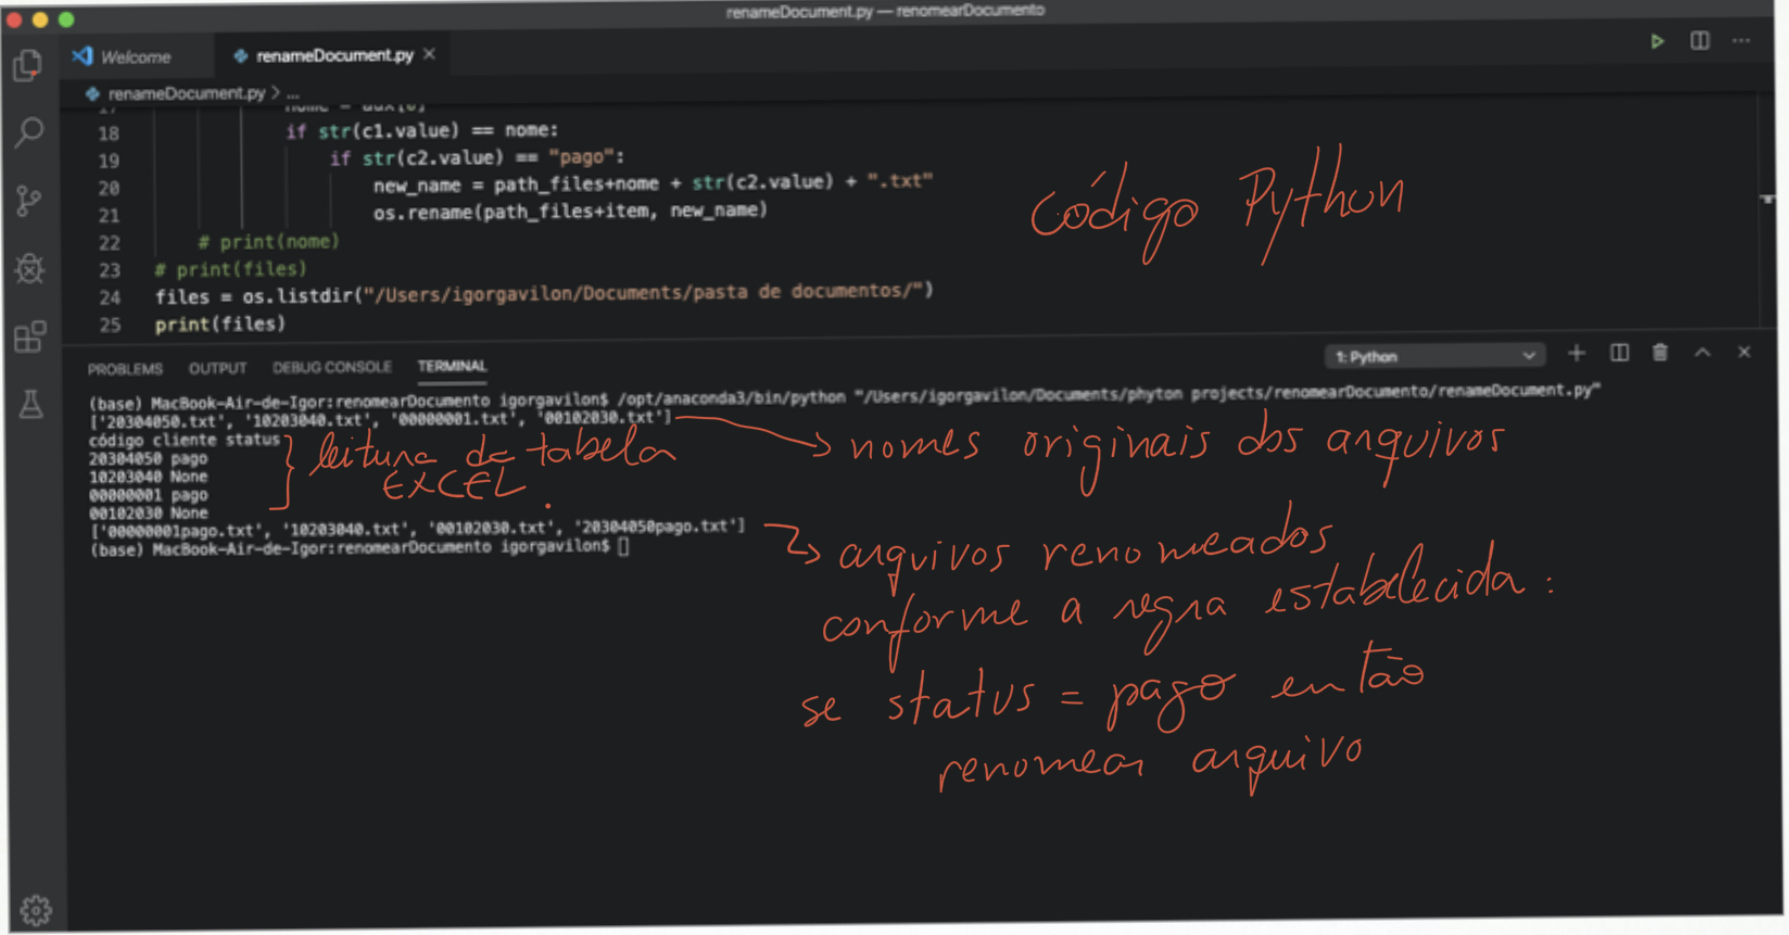 renameDocument.py — renomearDocumento
Welcome
renameDocument.py ×
renameDocument.py > ...
17 nome = aux[0]
18 if str(c1.value) == nome:
19 if str(c2.value) == "pago":
20 new_name = path_files+nome + str(c2.value) + ".txt"
21 os.rename(path_files+item, new_name)
22 # print(nome)
23 # print(files)
24 files = os.listdir("/Users/igorgavilon/Documents/pasta de documentos/")
25 print(files)
código Python
PROBLEMS OUTPUT DEBUG CONSOLE TERMINAL
1: Python
(base) MacBook-Air-de-Igor:renomearDocumento igorgavilon$ /opt/anaconda3/bin/python "/Users/igorgavilon/Documents/phyton projects/renomearDocumento/renameDocument.py"
['20304050.txt', '10203040.txt', '00000001.txt', '00102030.txt']
código cliente status
20304050 pago
10203040 None
00000001 pago
00102030 None
['00000001pago.txt', '10203040.txt', '00102030.txt', '20304050pago.txt']
(base) MacBook-Air-de-Igor:renomearDocumento igorgavilon$
leitura da tabela
EXCEL.
nomes originais dos arquivos
arquivos renomeados
conforme a regra estabelecida:
se status = pago então
renomear arquivo